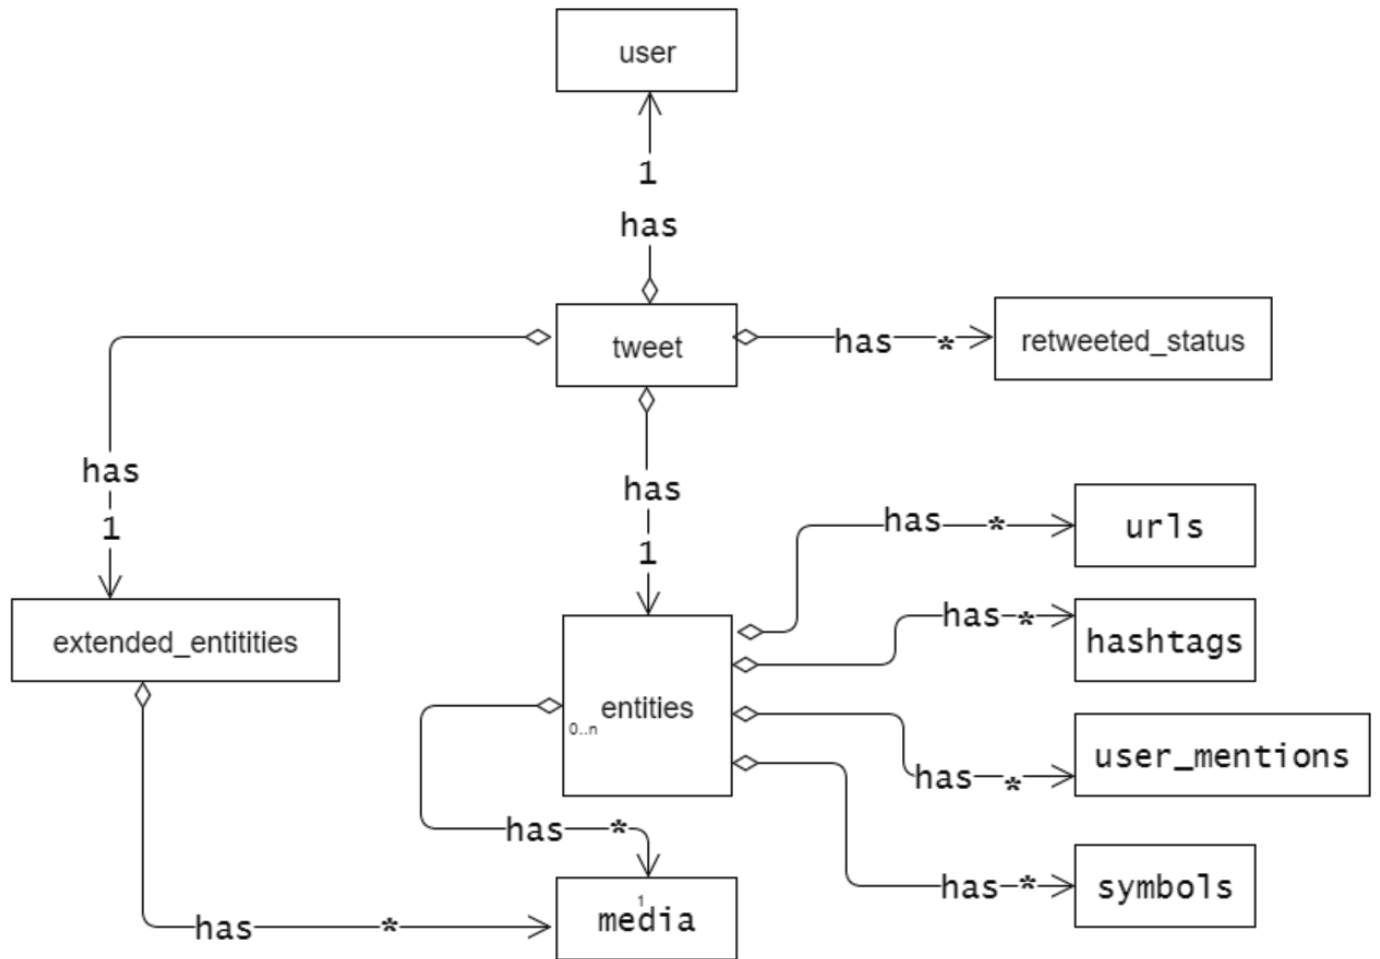 user
1
has
tweet
has
*
retweeted_status
has
1
has
1
has
*
urls
has
*
hashtags
extended_entitities
entities
0..n
has
*
user_mentions
has
*
media
1
has
*
symbols
has
*